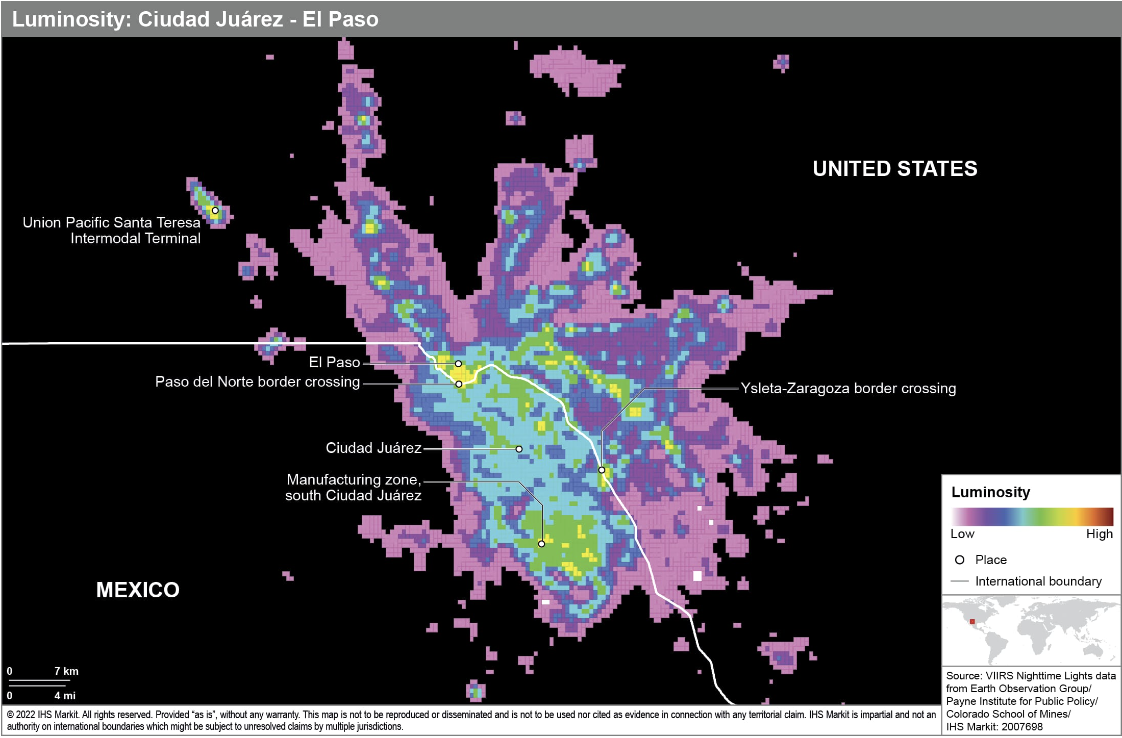 Luminosity: Ciudad Juárez - El Paso
UNITED STATES
Union Pacific Santa Teresa
Intermodal Terminal
El Paso
Paso del Norte border crossing
Ysleta-Zaragoza border crossing
Ciudad Juárez
Manufacturing zone,
south Ciudad Juárez
MEXICO
Luminosity
Low High
Place
International boundary
0 7 km
0 4 mi
Source: VIIRS Nighttime Lights data
from Earth Observation Group/
Payne Institute for Public Policy/
Colorado School of Mines/
IHS Markit: 2007698
© 2022 IHS Markit. All rights reserved. Provided “as is”, without any warranty. This map is not to be reproduced or disseminated and is not to be used nor cited as evidence in connection with any territorial claim. IHS Markit is impartial and not an
authority on international boundaries which might be subject to unresolved claims by multiple jurisdictions.